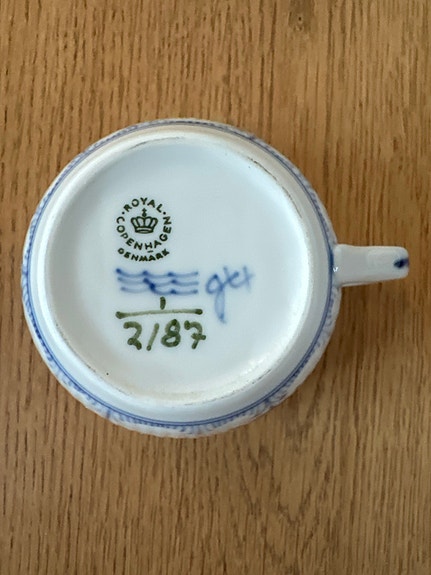 ROYAL
COPENHAGEN
DENMARK
1
2/87